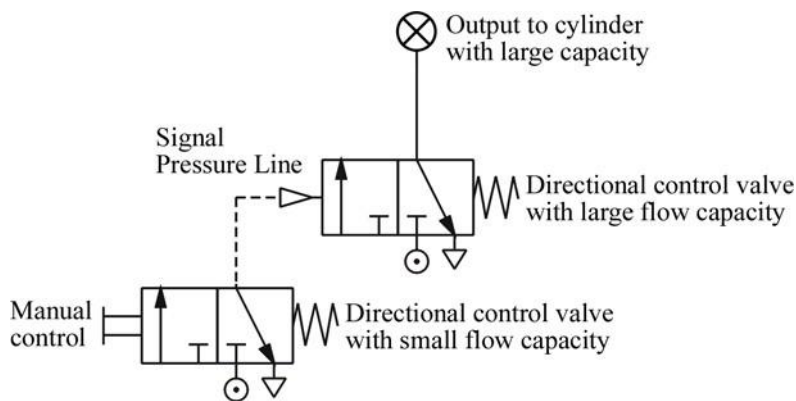 Output to cylinder
with large capacity
Signal
Pressure Line
Directional control valve
with large flow capacity
Manual
control
Directional control valve
with small flow capacity